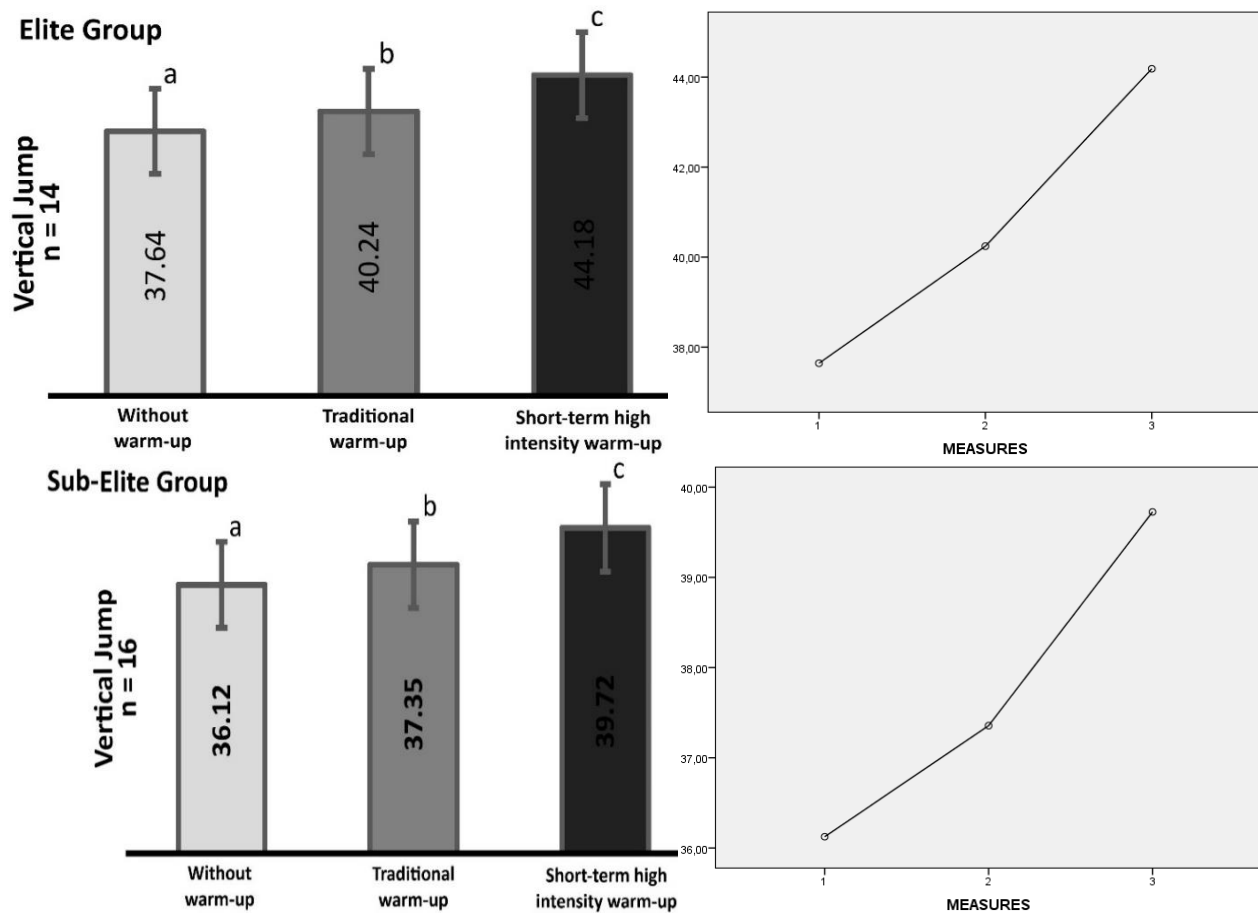 Elite Group
Vertical Jump
n = 14
a
b
c
37.64
40.24
44.18
Without
warm-up
Traditional
warm-up
Short-term high
intensity warm-up
44,00
42,00
40,00
38,00
1
2
3
MEASURES
Sub-Elite Group
Vertical Jump
n = 16
a
b
c
36.12
37.35
39.72
Without
warm-up
Traditional
warm-up
Short-term high
intensity warm-up
40,00
39,00
38,00
37,00
36,00
1
2
3
MEASURES